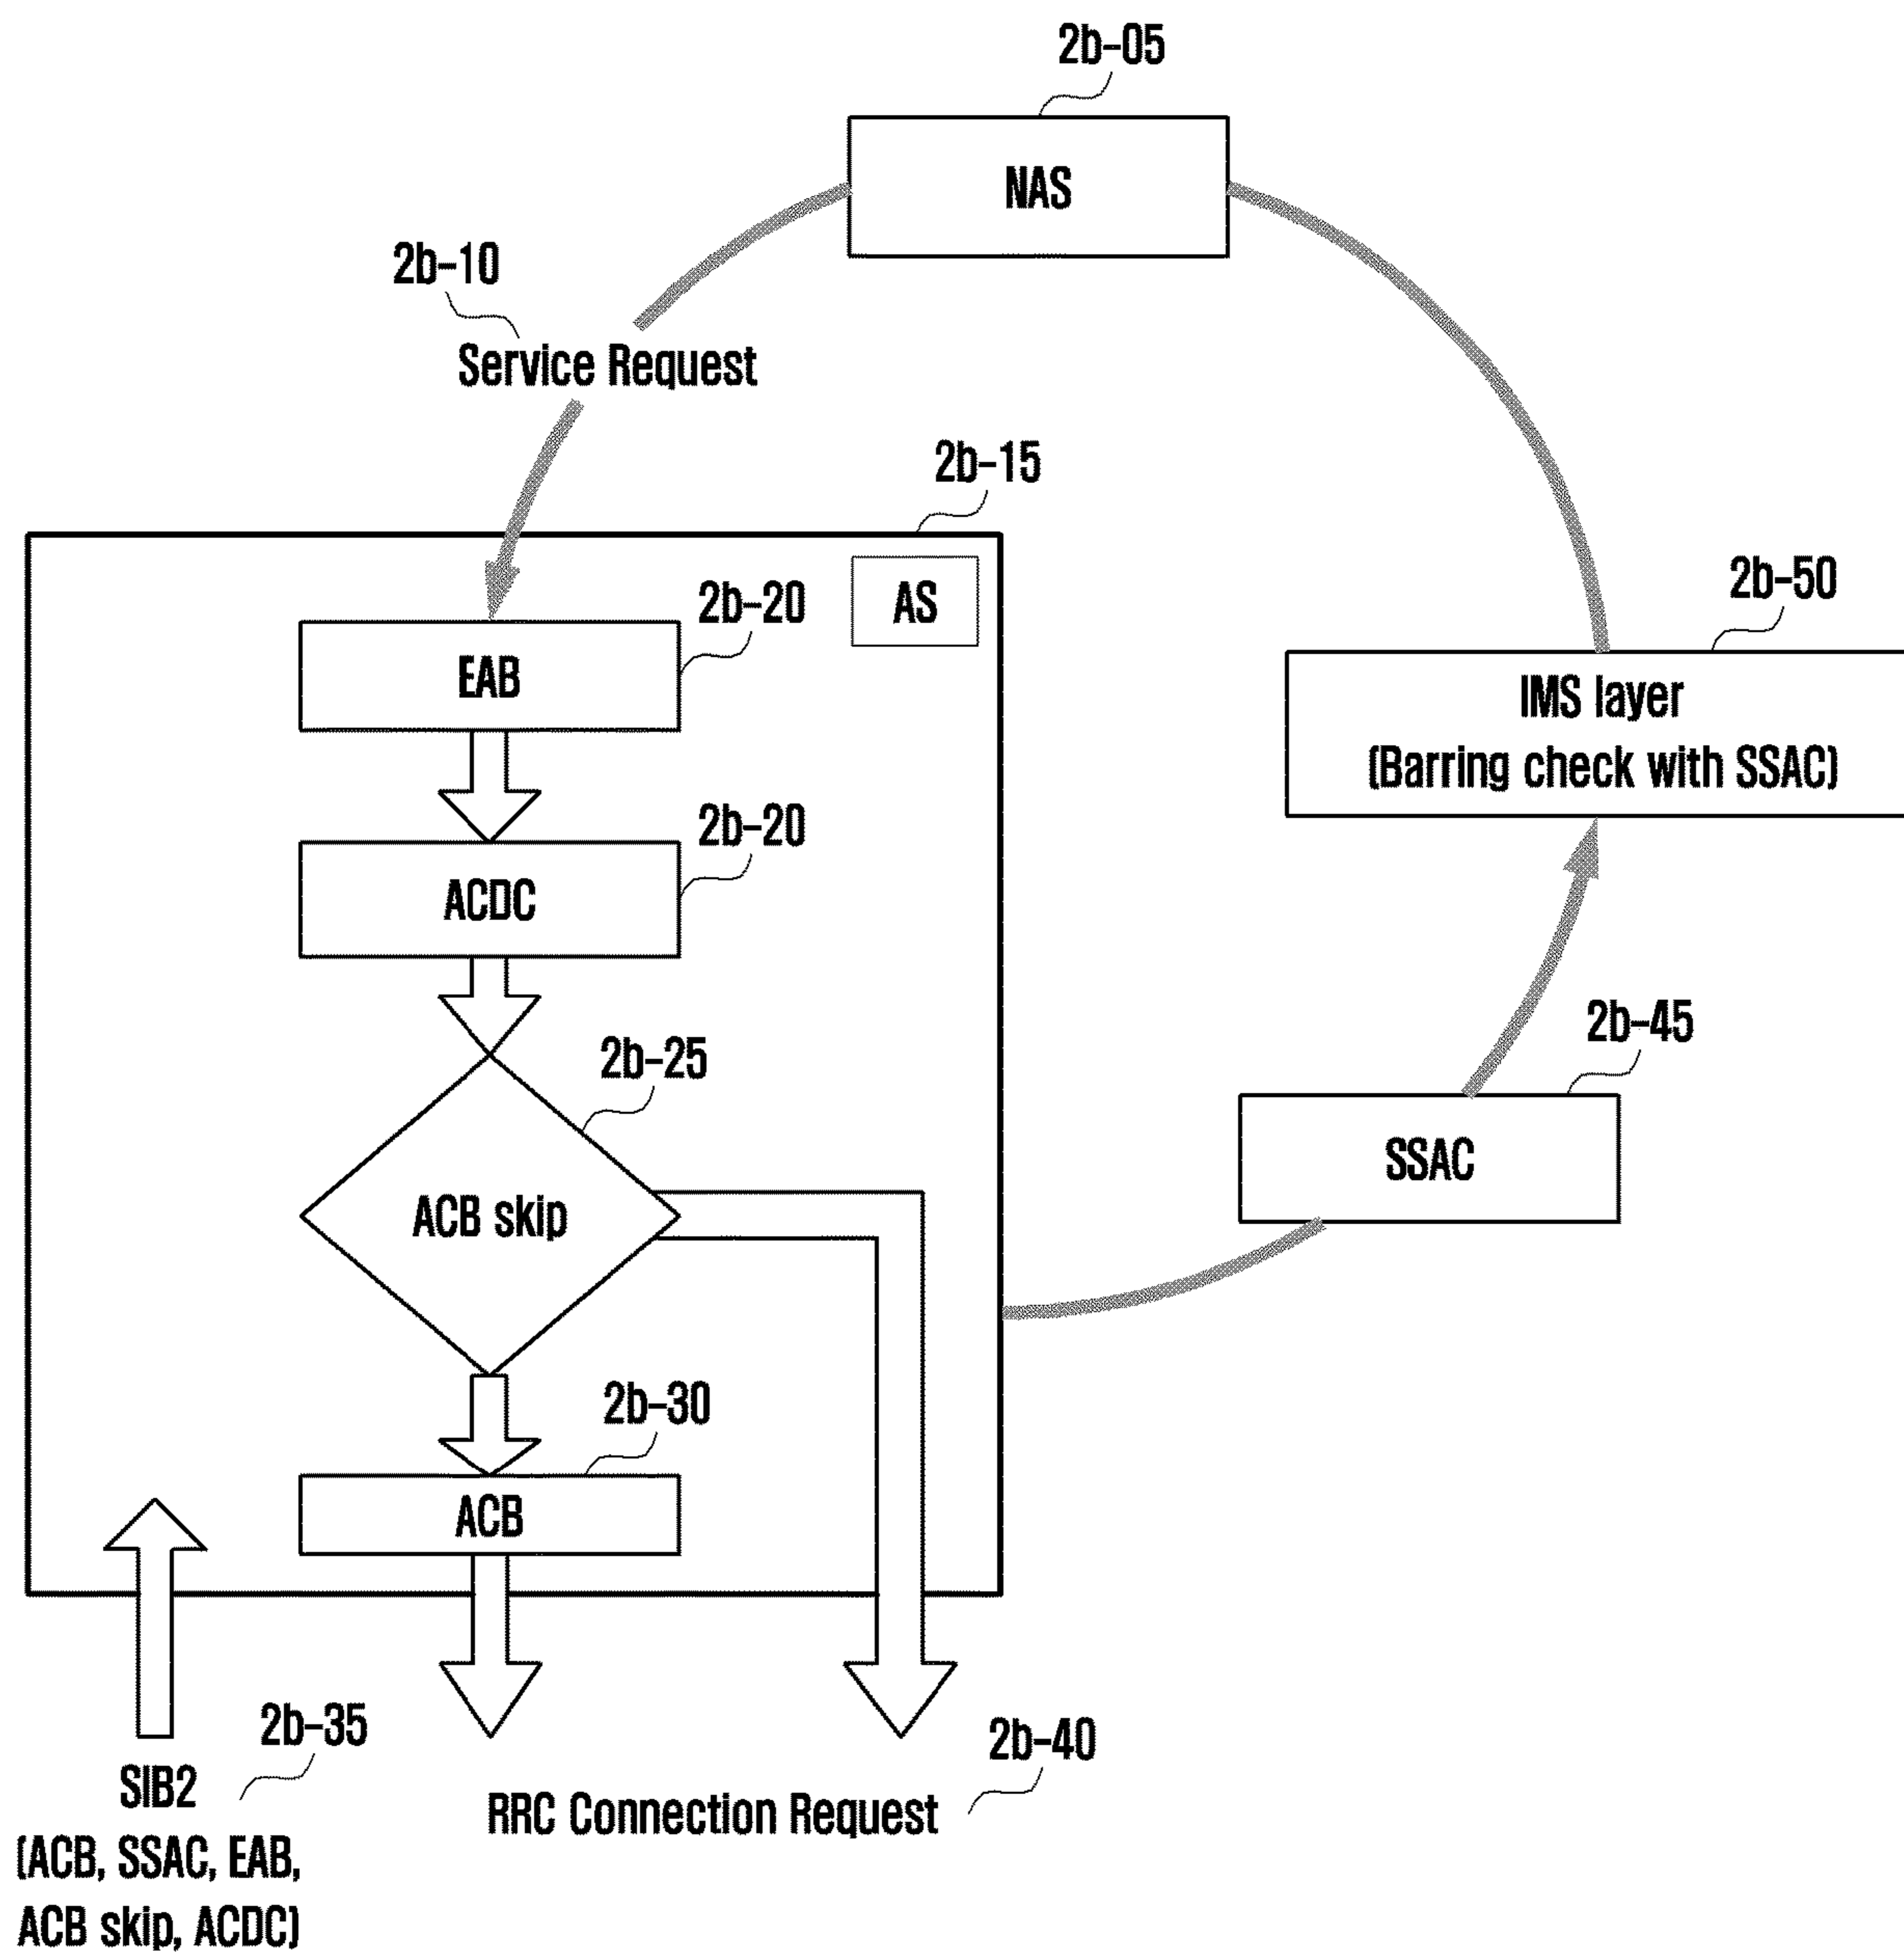 2b-05
NAS
2b-10
Service Request
2b-15
AS
2b-20
EAB
2b-50
IMS layer
(Barring check with SSAC)
2b-20
ACDC
2b-45
SSAC
2b-25
ACB skip
2b-30
ACB
2b-35
SIB2
(ACB, SSAC, EAB,
ACB skip, ACDC)
2b-40
RRC Connection Request